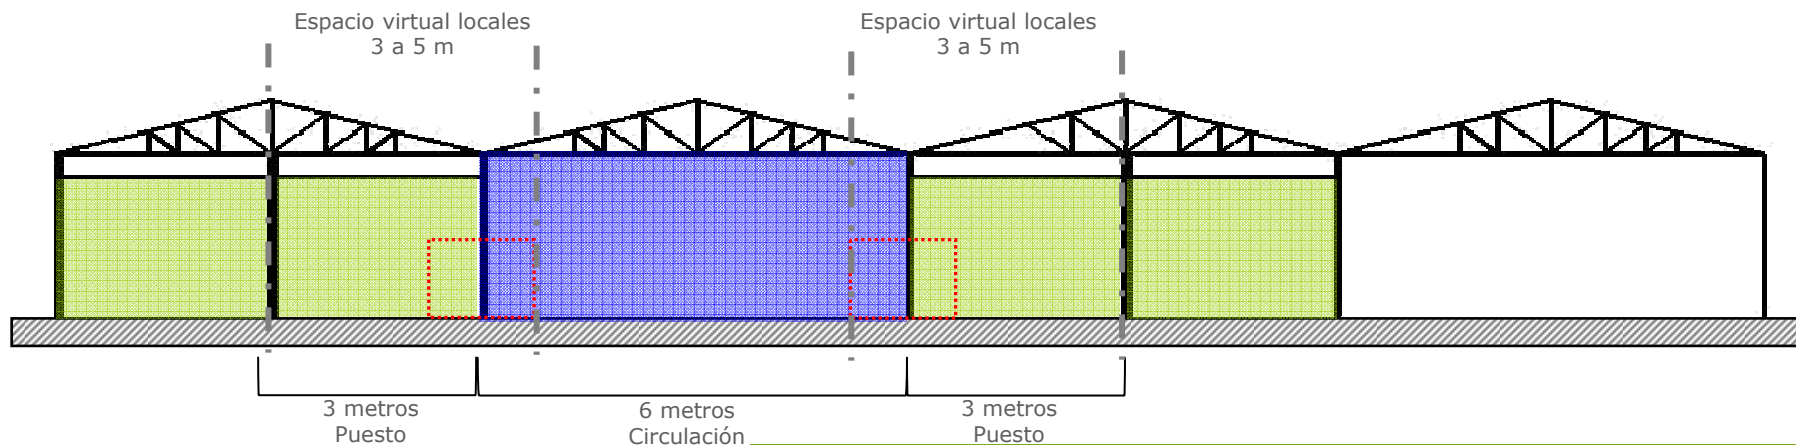 Espacio virtual locales
3 a 5 m
Espacio virtual locales
3 a 5 m
3 metros
Puesto
6 metros
Circulación
3 metros
Puesto